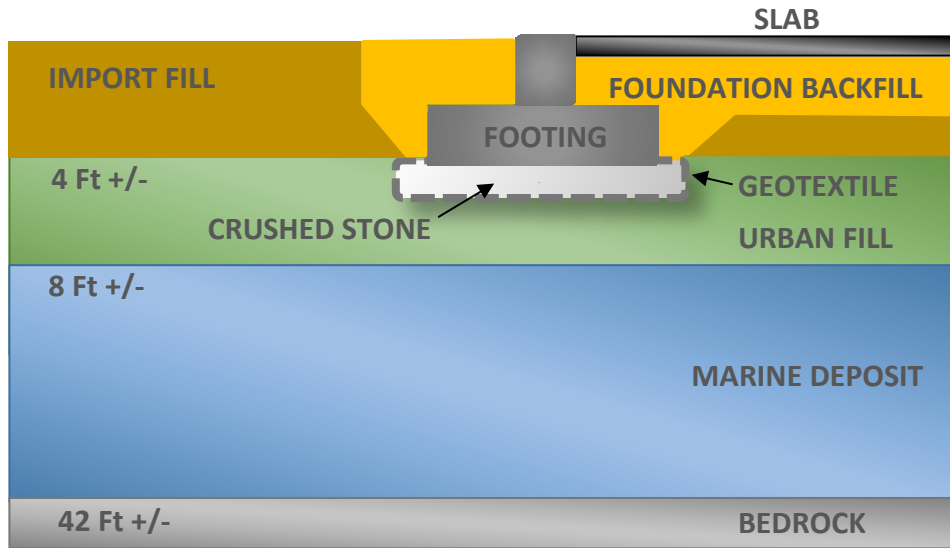 SLAB
IMPORT FILL
FOUNDATION BACKFILL
FOOTING
4 Ft +/-
GEOTEXTILE
CRUSHED STONE
URBAN FILL
8 Ft +/-
MARINE DEPOSIT
42 Ft +/-
BEDROCK